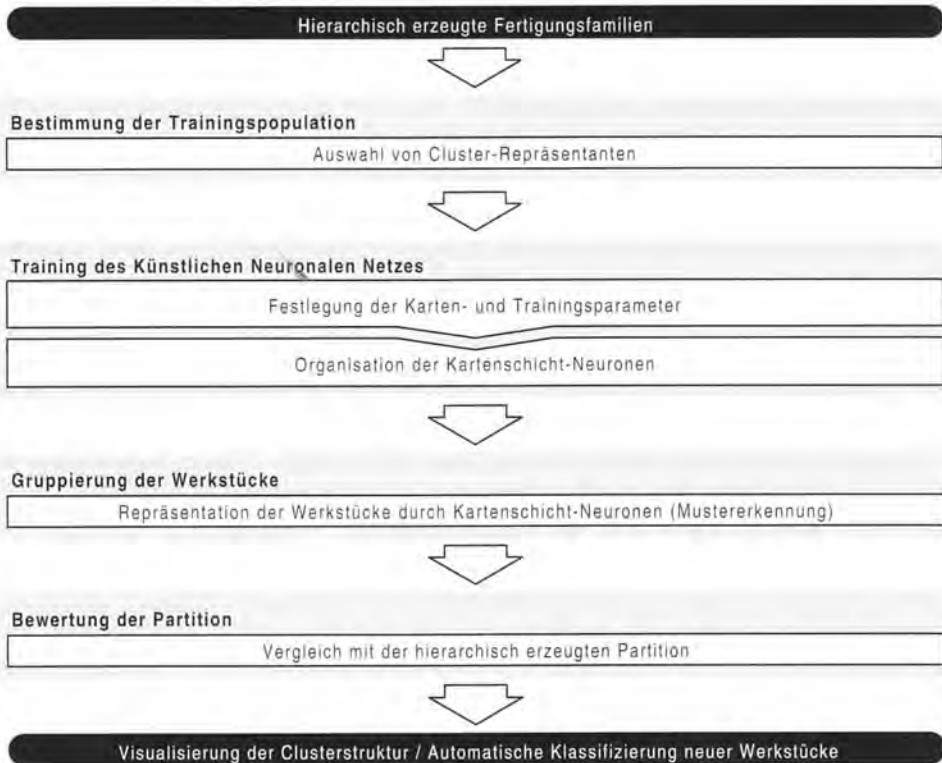 Hierarchisch erzeugte Fertigungsfamilien
Bestimmung der Trainingspopulation
Auswahl von Cluster-Repräsentanten
Training des Künstlichen Neuronalen Netzes
Festlegung der Karten- und Trainingsparameter
Organisation der Kartenschicht-Neuronen
Gruppierung der Werkstücke
Repräsentation der Werkstücke durch Kartenschicht-Neuronen (Mustererkennung)
Bewertung der Partition
Vergleich mit der hierarchisch erzeugten Partition
Visualisierung der Clusterstruktur / Automatische Klassifizierung neuer Werkstücke